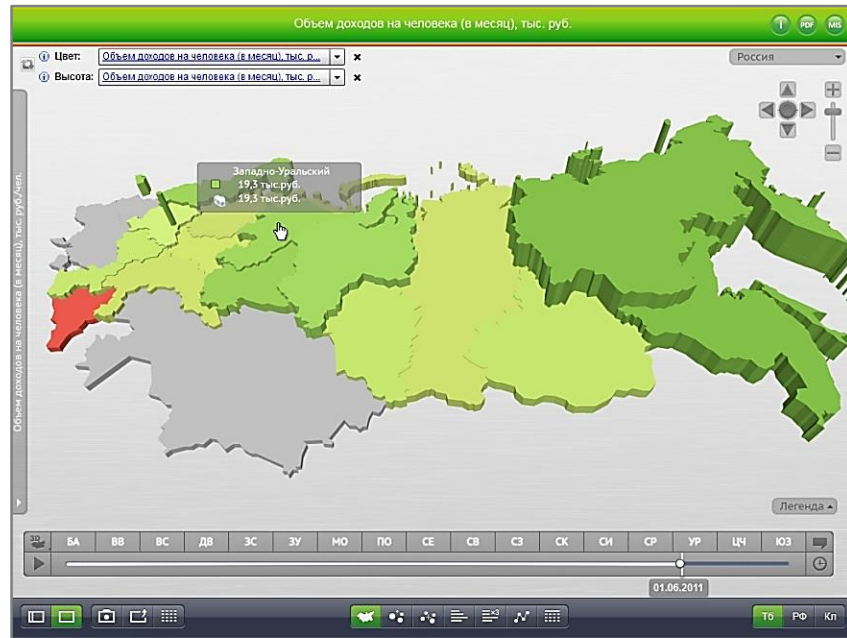 Объем доходов на человека (в месяц), тыс. руб.
i PDF MIS
Цвет: Объем доходов на человека (в месяц), тыс. р...
Высота: Объем доходов на человека (в месяц), тыс. р...
Россия
Западно-Уральский
19,3 тыс.руб.
19,3 тыс.руб.
Объем доходов на человека (в месяц), тыс. руб./чел.
Легенда
3D БА ВВ ВС ДВ ЗС ЗУ МО ПО СЕ СВ СЗ СК СИ СР УР ЦЧ ЮЗ
01.06.2011
×3
Тб РФ Кп